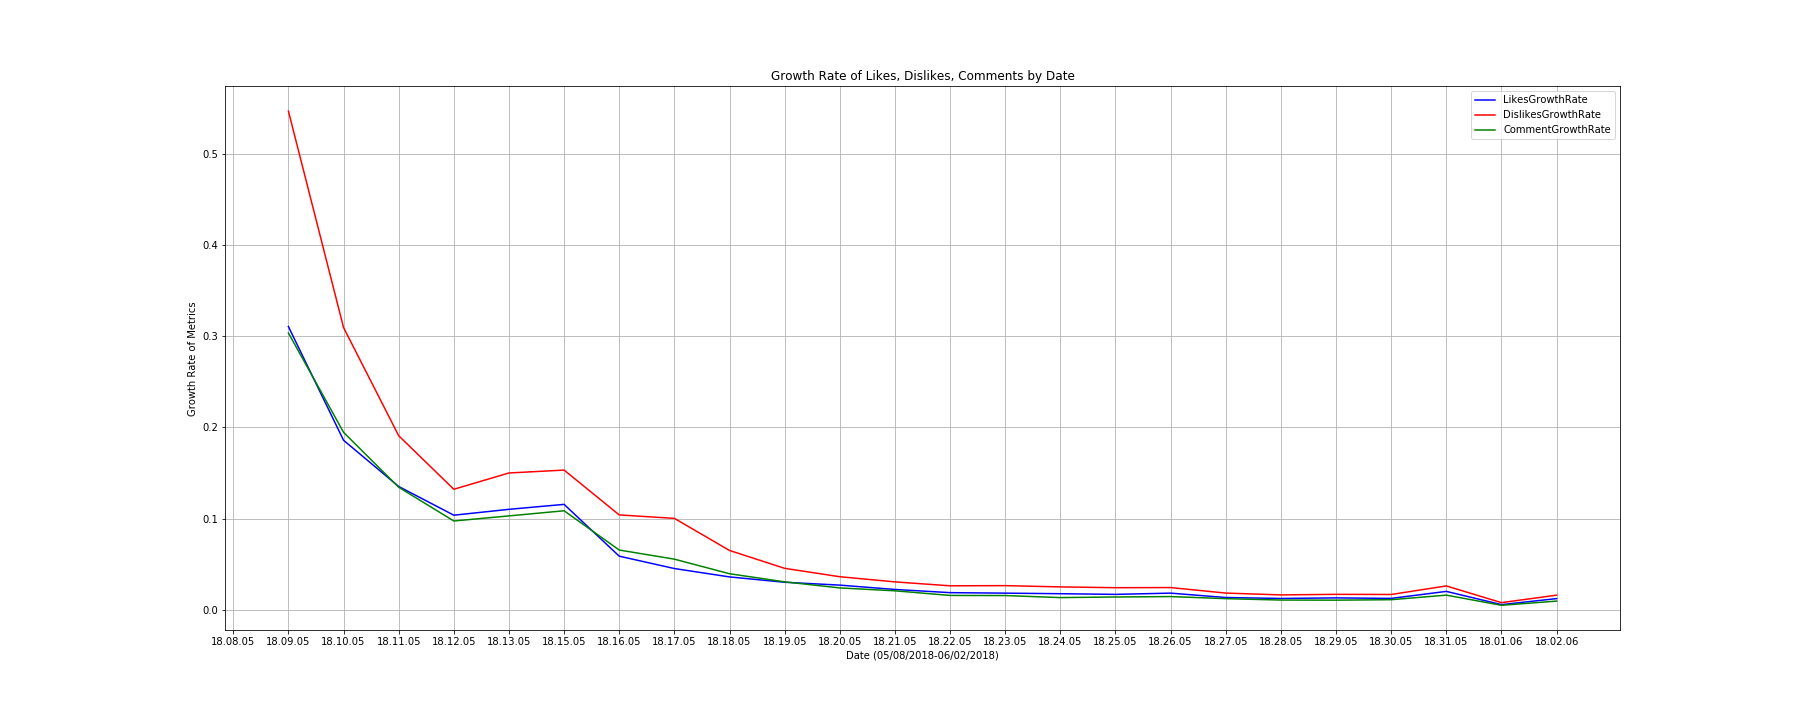 Growth Rate of Likes, Dislikes, Comments by Date
LikesGrowthRate
DislikesGrowthRate
CommentGrowthRate
Growth Rate of Metrics
0.5
0.4
0.3
0.2
0.1
0.0
18.08.05 18.09.05 18.10.05 18.11.05 18.12.05 18.13.05 18.15.05 18.16.05 18.17.05 18.18.05 18.19.05 18.20.05 18.21.05 18.22.05 18.23.05 18.24.05 18.25.05 18.26.05 18.27.05 18.28.05 18.29.05 18.30.05 18.31.05 18.01.06 18.02.06
Date (05/08/2018-06/02/2018)